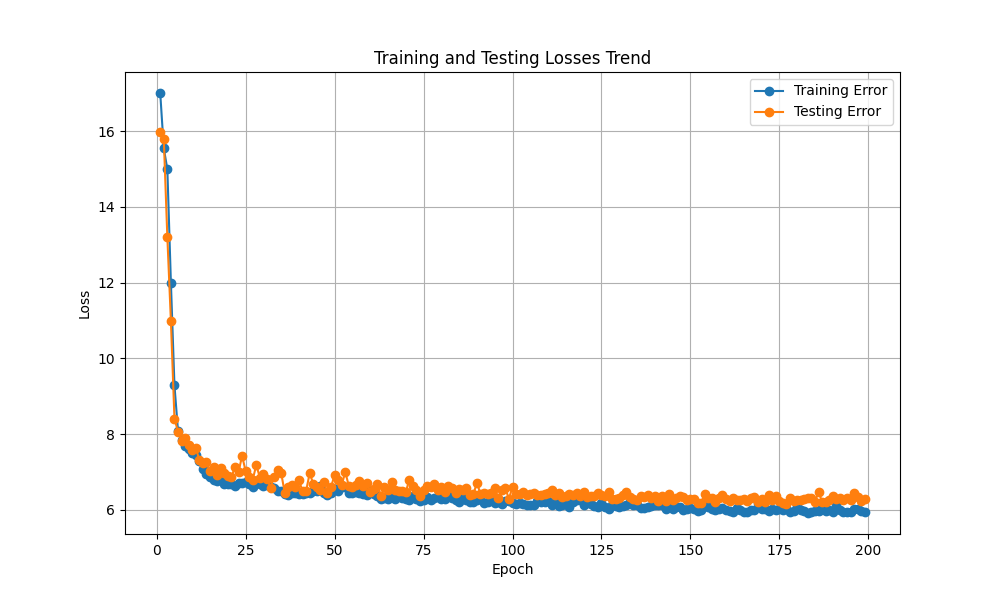 Training and Testing Losses Trend
Training Error
Testing Error
16
14
12
10
8
6
Loss
0 25 50 75 100 125 150 175 200
Epoch